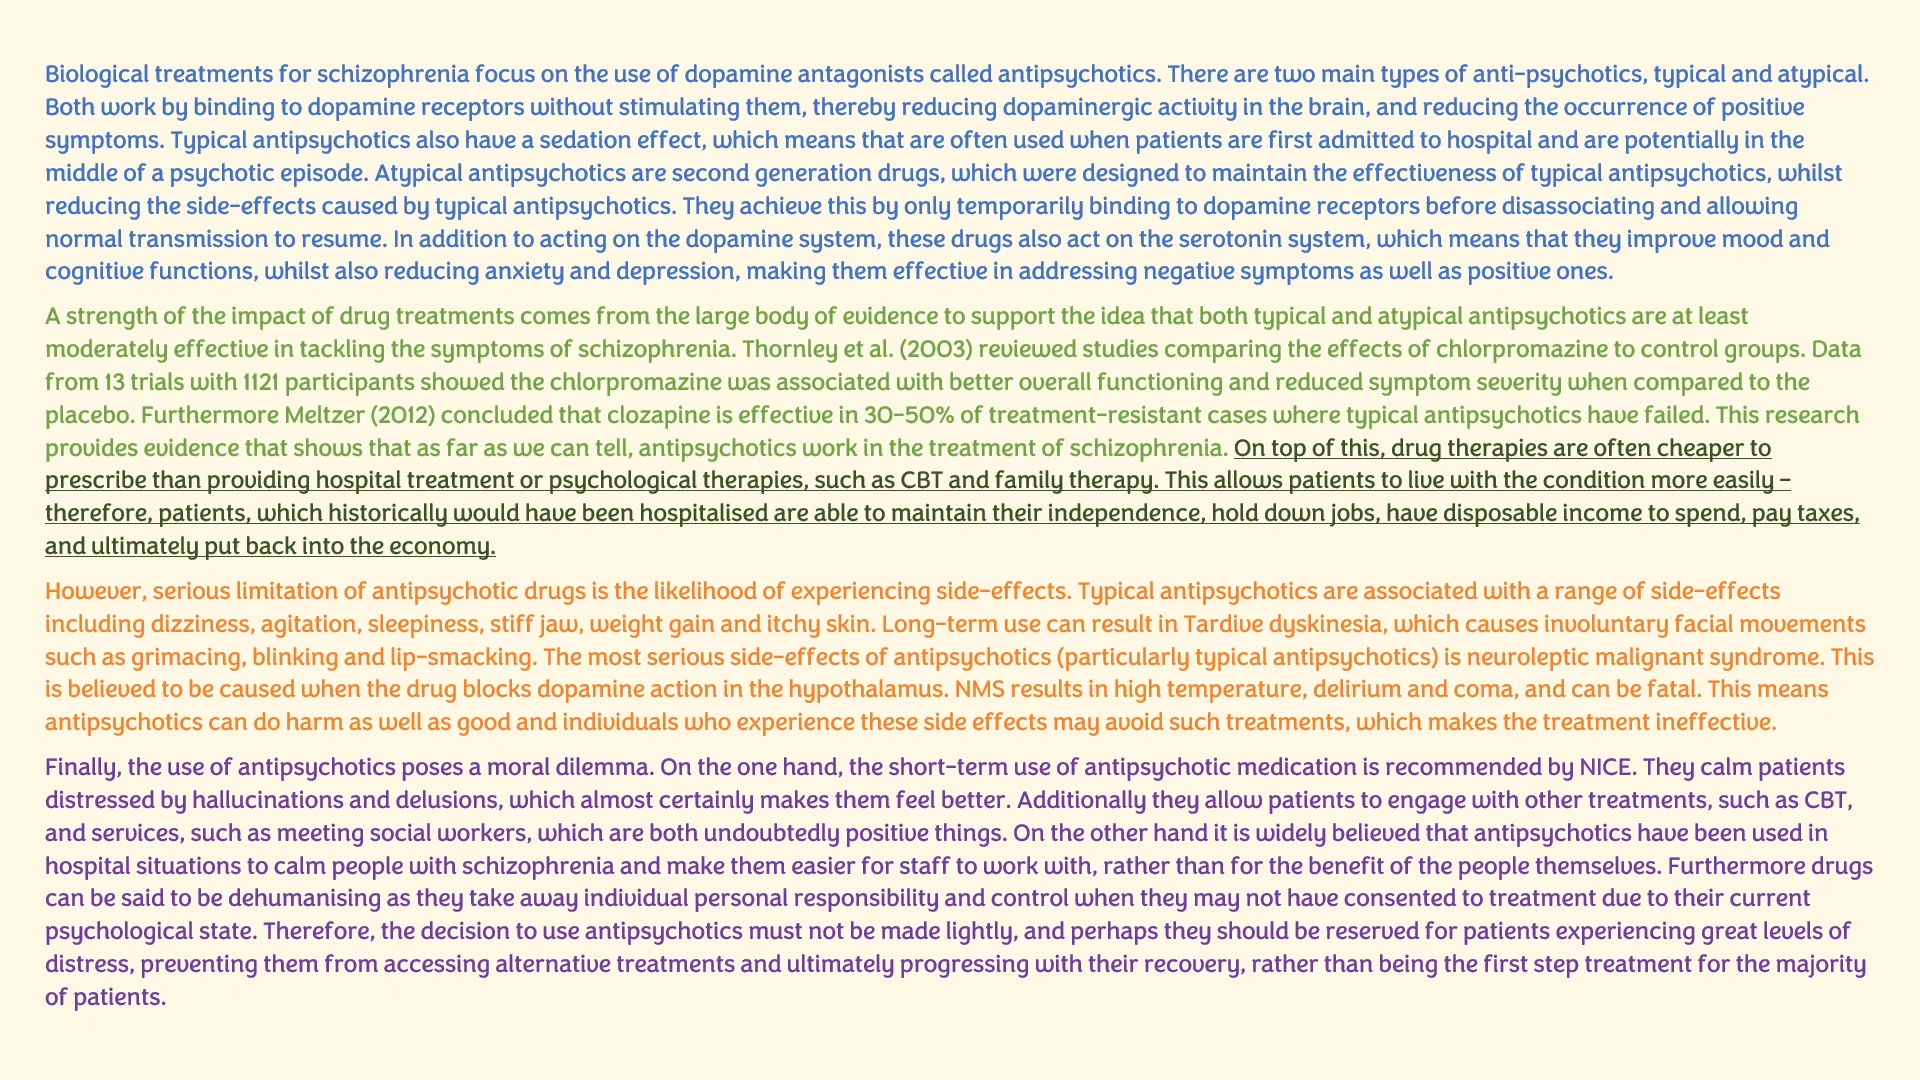 Biological treatments for schizophrenia focus on the use of dopamine antagonists called antipsychotics. There are two main types of anti-psychotics, typical and atypical.
Both work by binding to dopamine receptors without stimulating them, thereby reducing dopaminergic activity in the brain, and reducing the occurrence of positive
symptoms. Typical antipsychotics also have a sedation effect, which means that are often used when patients are first admitted to hospital and are potentially in the
middle of a psychotic episode. Atypical antipsychotics are second generation drugs, which were designed to maintain the effectiveness of typical antipsychotics, whilst
reducing the side-effects caused by typical antipsychotics. They achieve this by only temporarily binding to dopamine receptors before disassociating and allowing
normal transmission to resume. In addition to acting on the dopamine system, these drugs also act on the serotonin system, which means that they improve mood and
cognitive functions, whilst also reducing anxiety and depression, making them effective in addressing negative symptoms as well as positive ones.
A strength of the impact of drug treatments comes from the large body of evidence to support the idea that both typical and atypical antipsychotics are at least
moderately effective in tackling the symptoms of schizophrenia. Thornley et al. (2003) reviewed studies comparing the effects of chlorpromazine to control groups. Data
from 13 trials with 1121 participants showed the chlorpromazine was associated with better overall functioning and reduced symptom severity when compared to the
placebo. Furthermore Meltzer (2012) concluded that clozapine is effective in 30-50% of treatment-resistant cases where typical antipsychotics have failed. This research
provides evidence that shows that as far as we can tell, antipsychotics work in the treatment of schizophrenia. On top of this, drug therapies are often cheaper to
prescribe than providing hospital treatment or psychological therapies, such as CBT and family therapy. This allows patients to live with the condition more easily –
therefore, patients, which historically would have been hospitalised are able to maintain their independence, hold down jobs, have disposable income to spend, pay taxes,
and ultimately put back into the economy.
However, serious limitation of antipsychotic drugs is the likelihood of experiencing side-effects. Typical antipsychotics are associated with a range of side-effects
including dizziness, agitation, sleepiness, stiff jaw, weight gain and itchy skin. Long-term use can result in Tardive dyskinesia, which causes involuntary facial movements
such as grimacing, blinking and lip-smacking. The most serious side-effects of antipsychotics (particularly typical antipsychotics) is neuroleptic malignant syndrome. This
is believed to be caused when the drug blocks dopamine action in the hypothalamus. NMS results in high temperature, delirium and coma, and can be fatal. This means
antipsychotics can do harm as well as good and individuals who experience these side effects may avoid such treatments, which makes the treatment ineffective.
Finally, the use of antipsychotics poses a moral dilemma. On the one hand, the short-term use of antipsychotic medication is recommended by NICE. They calm patients
distressed by hallucinations and delusions, which almost certainly makes them feel better. Additionally they allow patients to engage with other treatments, such as CBT,
and services, such as meeting social workers, which are both undoubtedly positive things. On the other hand it is widely believed that antipsychotics have been used in
hospital situations to calm people with schizophrenia and make them easier for staff to work with, rather than for the benefit of the people themselves. Furthermore drugs
can be said to be dehumanising as they take away individual personal responsibility and control when they may not have consented to treatment due to their current
psychological state. Therefore, the decision to use antipsychotics must not be made lightly, and perhaps they should be reserved for patients experiencing great levels of
distress, preventing them from accessing alternative treatments and ultimately progressing with their recovery, rather than being the first step treatment for the majority
of patients.